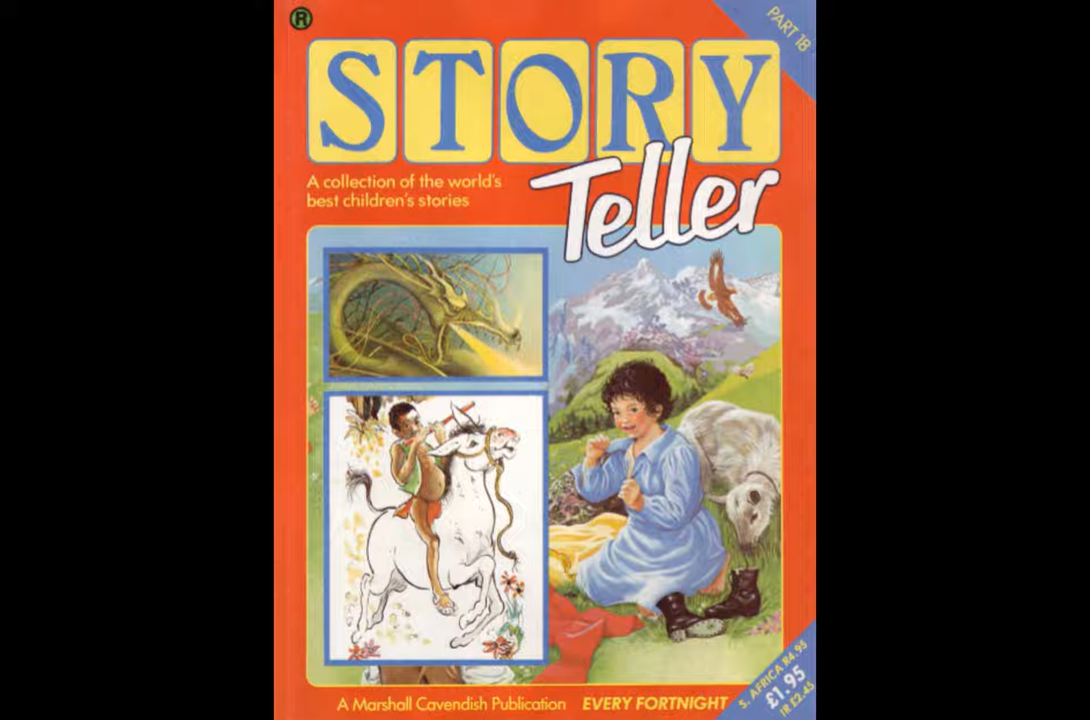 R
PART 18
STORY
Teller
A collection of the world's
best children's stories
A Marshall Cavendish Publication
EVERY FORTNIGHT
S. AFRICA R4.95
£1.95
IR £2.45